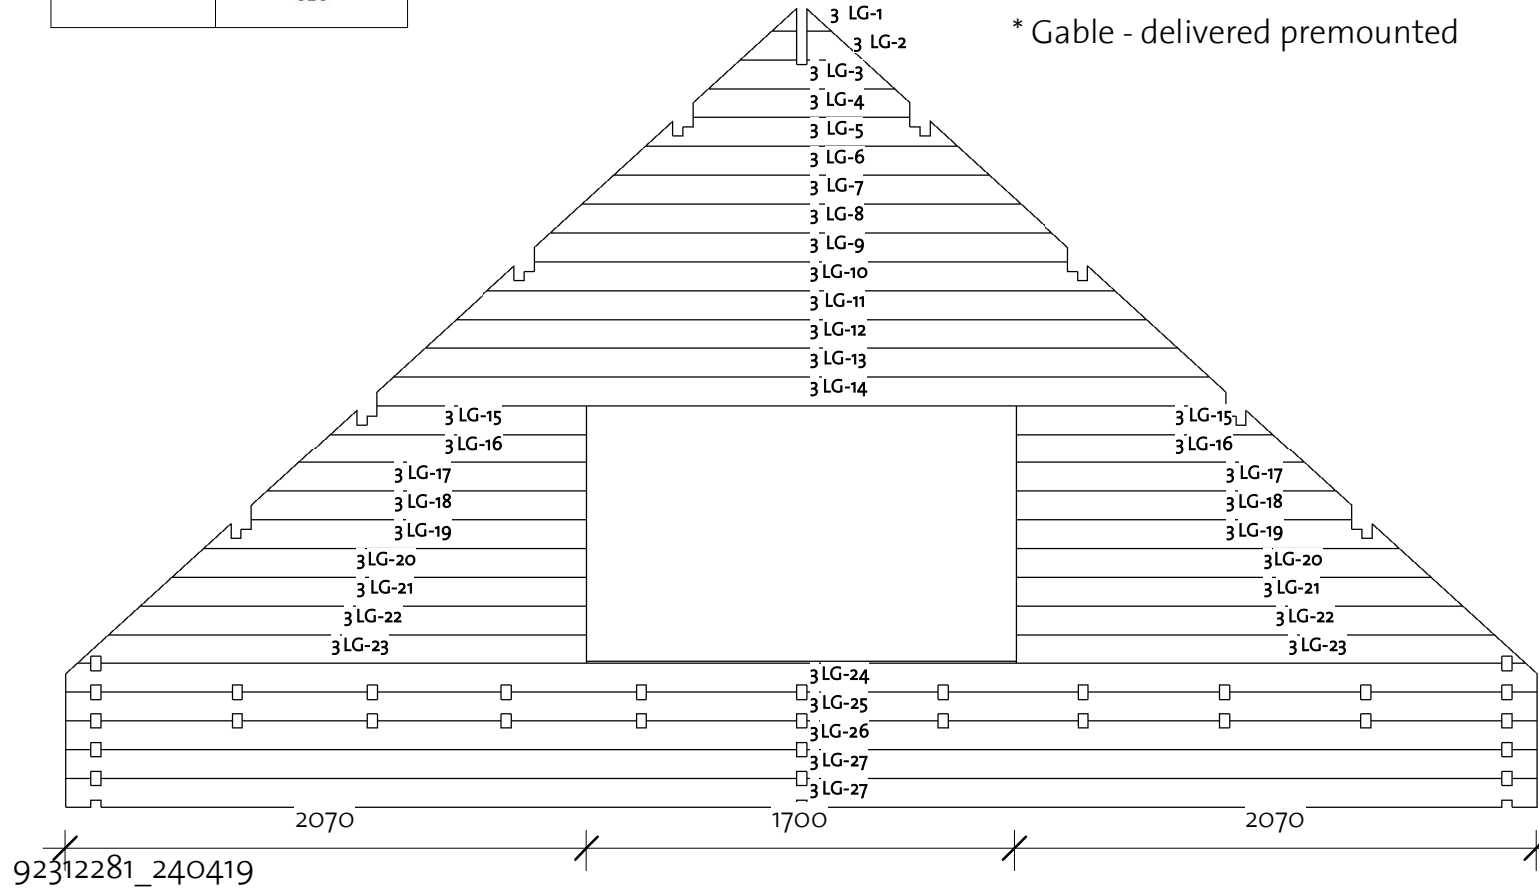 3 LG-1
* Gable - delivered premounted
3 LG-2
3 LG-3
3 LG-4
3 LG-5
3 LG-6
3 LG-7
3 LG-8
3 LG-9
3 LG-10
3 LG-11
3 LG-12
3 LG-13
3 LG-14
3 LG-15 3 LG-15
3 LG-16 3 LG-16
3 LG-17 3 LG-17
3 LG-18 3 LG-18
3 LG-19 3 LG-19
3 LG-20 3 LG-20
3 LG-21 3 LG-21
3 LG-22 3 LG-22
3 LG-23 3 LG-23
3 LG-24
3 LG-25
3 LG-26
3 LG-27
3 LG-27
2070 1700 2070
92312281_240419